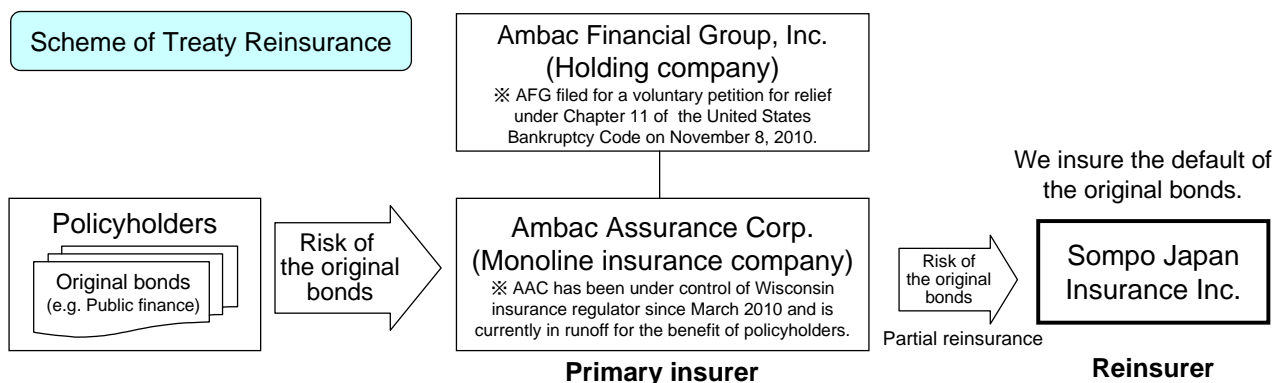 Scheme of Treaty Reinsurance
Ambac Financial Group, Inc.
(Holding company)
※ AFG filed for a voluntary petition for relief
under Chapter 11 of the United States
Bankruptcy Code on November 8, 2010.
Policyholders
Original bonds
(e.g. Public finance)
Risk of
the original
bonds
Ambac Assurance Corp.
(Monoline insurance company)
※ AAC has been under control of Wisconsin
insurance regulator since March 2010 and is
currently in runoff for the benefit of policyholders.
Primary insurer
Risk of
the original
bonds
Partial reinsurance
We insure the default of
the original bonds.
Sompo Japan
Insurance Inc.
Reinsurer